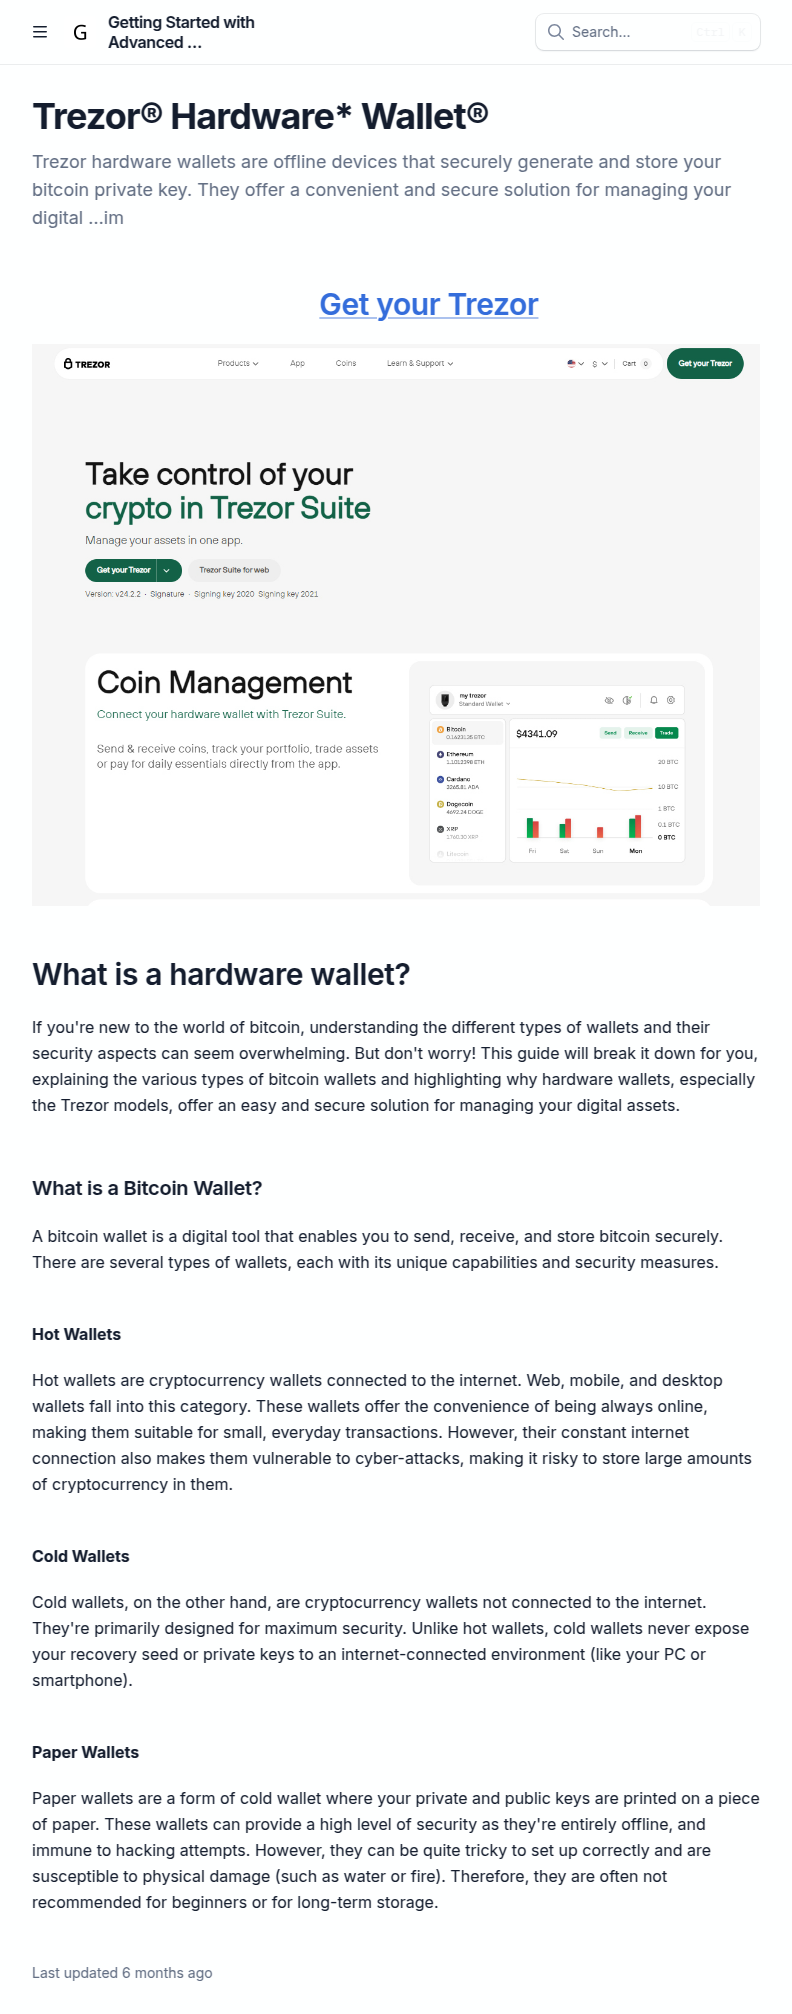 Getting Started with
Advanced ...
G
Search...
Ctrl K
Trezor® Hardware* Wallet®
Trezor hardware wallets are offline devices that securely generate and store your
bitcoin private key. They offer a convenient and secure solution for managing your
digital ...im
Get your Trezor
TREZOR
Products
App
Coins
Learn & Support
$
Cart 0
Get your Trezor
Take control of your
crypto in Trezor Suite
Manage your assets in one app.
Get your Trezor
Trezor Suite for web
Version: v24.2.2 · Signature · Signing key 2020 Signing key 2021
Coin Management
Connect your hardware wallet with Trezor Suite.
Send & receive coins, track your portfolio, trade assets
or pay for daily essentials directly from the app.
my trezor
Standard Wallet
Bitcoin
0.1423135 BTC
Ethereum
1.1012398 ETH
Cardano
2265.81 ADA
Dogecoin
4692.24 DOGE
XRP
1760.30 XRP
Litecoin
$4341.09
Send
Receive
Trade
20 BTC
10 BTC
1 BTC
0.1 BTC
0 BTC
Fri
Sat
Sun
Mon
What is a hardware wallet?
If you're new to the world of bitcoin, understanding the different types of wallets and their
security aspects can seem overwhelming. But don't worry! This guide will break it down for you,
explaining the various types of bitcoin wallets and highlighting why hardware wallets, especially
the Trezor models, offer an easy and secure solution for managing your digital assets.
What is a Bitcoin Wallet?
A bitcoin wallet is a digital tool that enables you to send, receive, and store bitcoin securely.
There are several types of wallets, each with its unique capabilities and security measures.
Hot Wallets
Hot wallets are cryptocurrency wallets connected to the internet. Web, mobile, and desktop
wallets fall into this category. These wallets offer the convenience of being always online,
making them suitable for small, everyday transactions. However, their constant internet
connection also makes them vulnerable to cyber-attacks, making it risky to store large amounts
of cryptocurrency in them.
Cold Wallets
Cold wallets, on the other hand, are cryptocurrency wallets not connected to the internet.
They're primarily designed for maximum security. Unlike hot wallets, cold wallets never expose
your recovery seed or private keys to an internet-connected environment (like your PC or
smartphone).
Paper Wallets
Paper wallets are a form of cold wallet where your private and public keys are printed on a piece
of paper. These wallets can provide a high level of security as they're entirely offline, and
immune to hacking attempts. However, they can be quite tricky to set up correctly and are
susceptible to physical damage (such as water or fire). Therefore, they are often not
recommended for beginners or for long-term storage.
Last updated 6 months ago